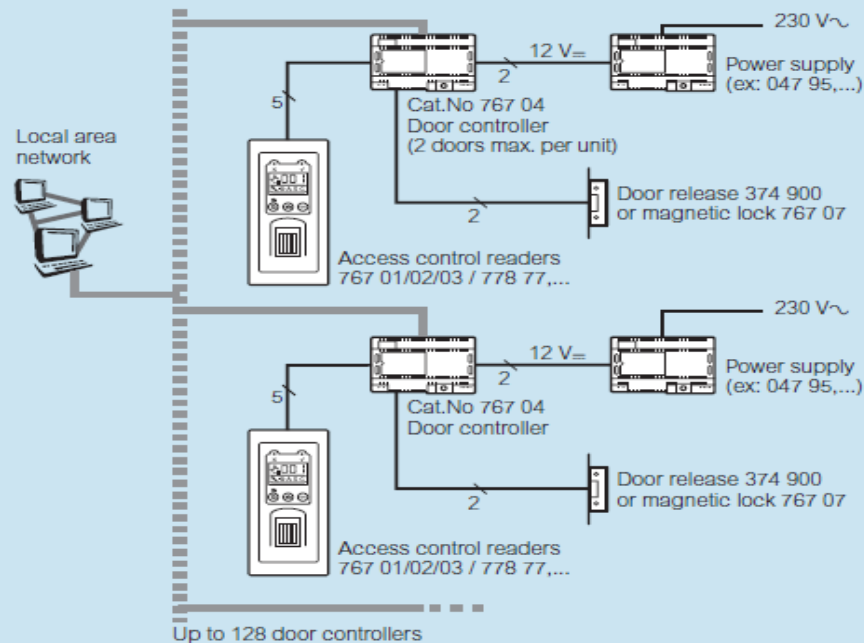 230 V∿
12 V⎓
2
Power supply
(ex: 047 95,...)
5
Cat.No 767 04
Door controller
(2 doors max. per unit)
Local area
network
2
Door release 374 900
or magnetic lock 767 07
Access control readers
767 01/02/03 / 778 77,...
230 V∿
12 V⎓
2
Power supply
(ex: 047 95,...)
5
Cat.No 767 04
Door controller
2
Door release 374 900
or magnetic lock 767 07
Access control readers
767 01/02/03 / 778 77,...
Up to 128 door controllers